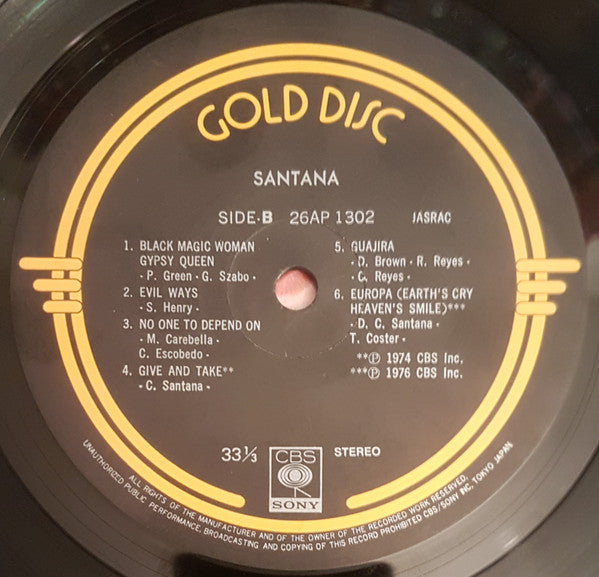 GOLD DISC
SANTANA
SIDE-B 26AP 1302 JASRAC
1. BLACK MAGIC WOMAN
GYPSY QUEEN
- P. Green - G. Szabo -
2. EVIL WAYS
- S. Henry -
3. NO ONE TO DEPEND ON
- M. Carebella -
C. Escobedo -
4. GIVE AND TAKE**
- C. Santana -
5. GUAJIRA
- D. Brown - R. Reyes -
- C. Reyes -
6. EUROPA (EARTH'S CRY
HEAVEN'S SMILE)***
- D. C. Santana -
T. Coster -
**Ⓟ 1974 CBS Inc.
***Ⓟ 1976 CBS Inc.
33⅓
CBS
SONY
STEREO
ALL RIGHTS OF THE MANUFACTURER AND OF THE OWNER OF THE RECORDED WORK RESERVED.
UNAUTHORIZED PUBLIC PERFORMANCE, BROADCASTING AND COPYING OF THIS RECORD PROHIBITED CBS/SONY INC, TOKYO JAPAN